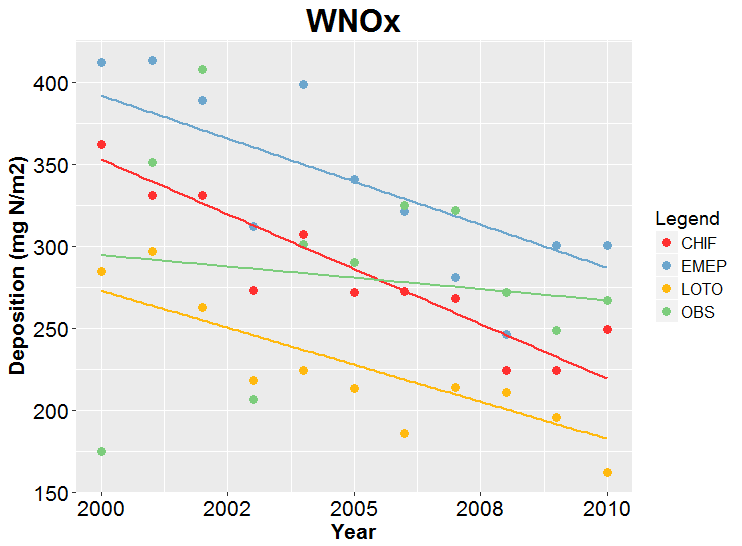 WNOx
Deposition (mg N/m2)
400
350
300
250
200
150
2000
2002
2005
2008
2010
Year
Legend
CHIF
EMEP
LOTO
OBS